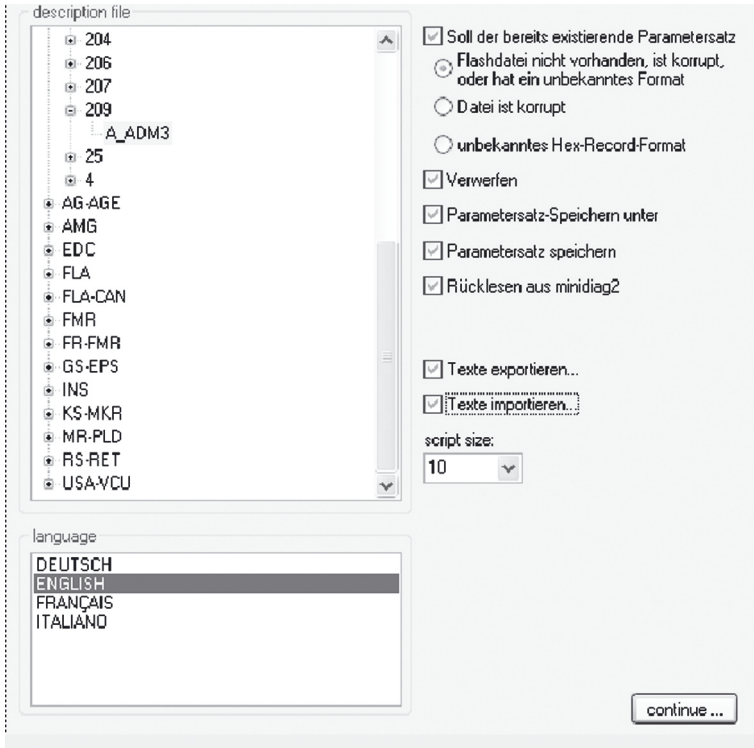 description file
204
206
207
209
A_ADM3
25
4
AG-AGE
AMG
EDC
FLA
FLA-CAN
FMR
FR-FMR
GS-EPS
INS
KS-MKR
MR-PLD
RS-RET
USA-VCU
Soll der bereits existierende Parametersatz
Flashdatei nicht vorhanden, ist korrupt,
oder hat ein unbekanntes Format
Datei ist korrupt
unbekanntes Hex-Record-Format
Verwerfen
Parametersatz-Speichern unter
Parametersatz speichern
Rücklesen aus minidiag2
Texte exportieren...
Texte importieren...
script size:
10
language
DEUTSCH
ENGLISH
FRANÇAIS
ITALIANO
continue ...